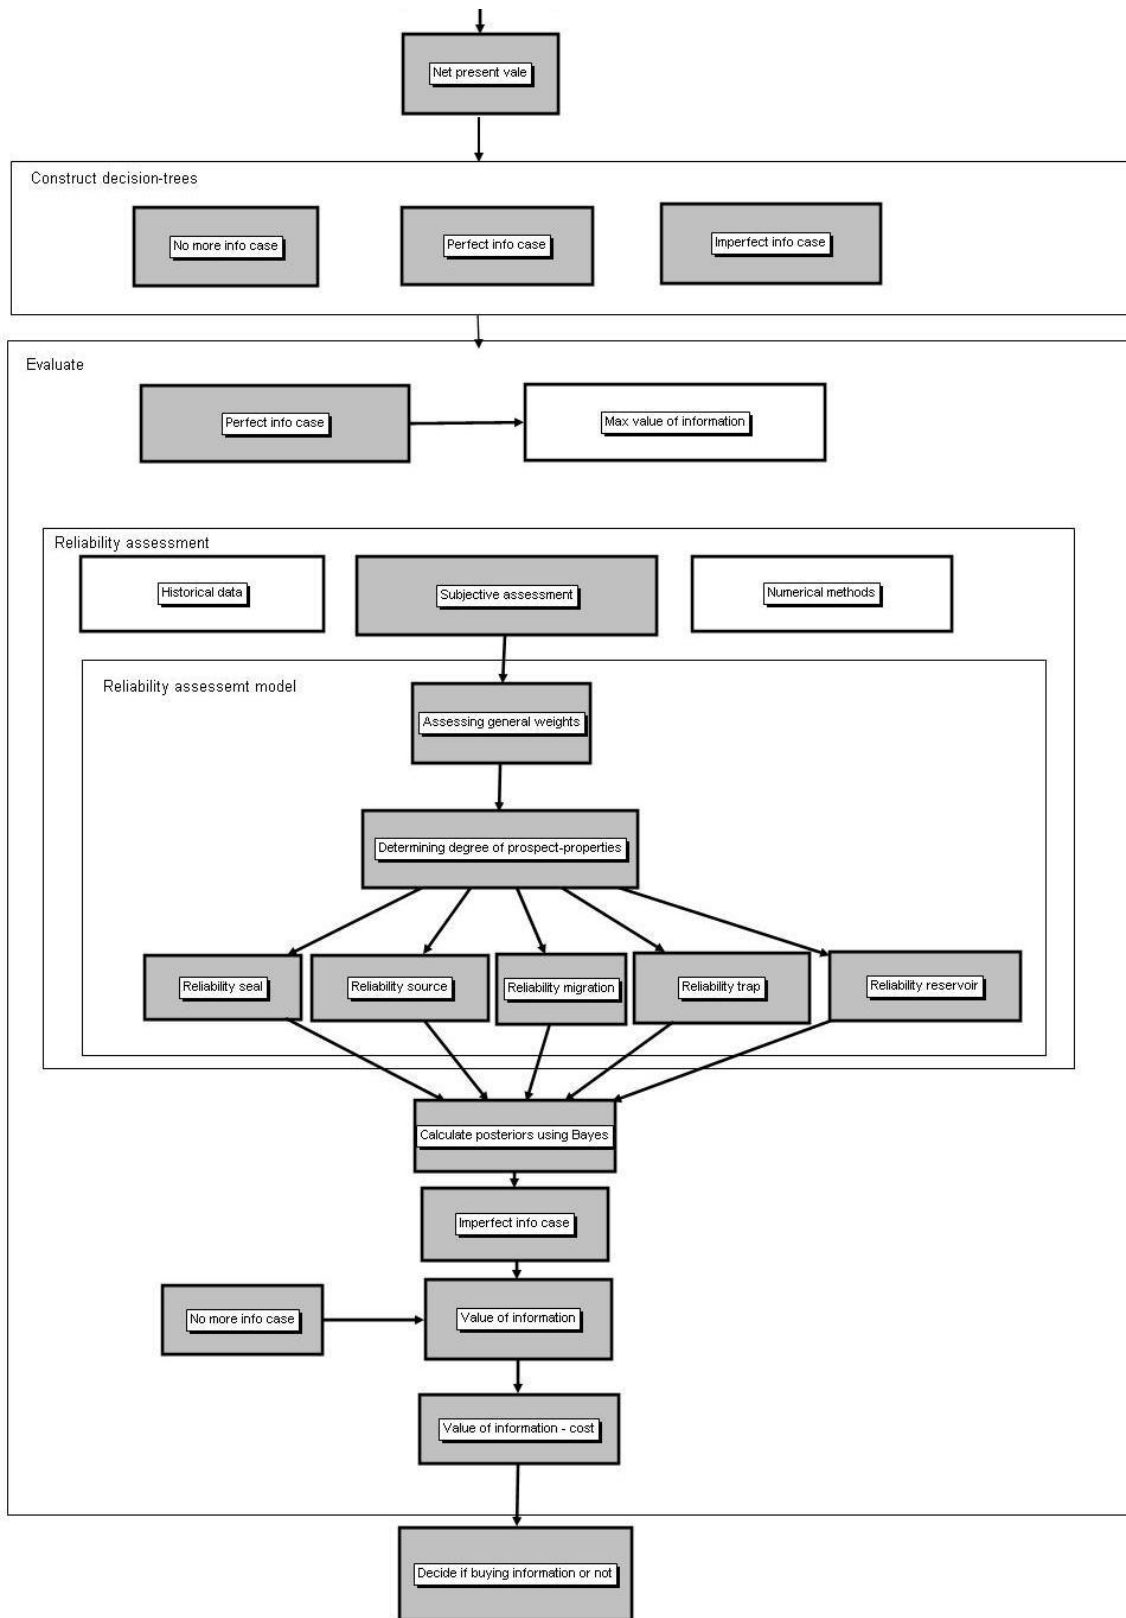 Net present vale
Construct decision-trees
No more info case
Perfect info case
Imperfect info case
Evaluate
Perfect info case
Max value of information
Reliability assessment
Historical data
Subjective assessment
Numerical methods
Reliability assessemt model
Assessing general weights
Determining degree of prospect-properties
Reliability seal
Reliability source
Reliability migration
Reliability trap
Reliability reservoir
Calculate posteriors using Bayes
Imperfect info case
No more info case
Value of information
Value of information - cost
Decide if buying information or not